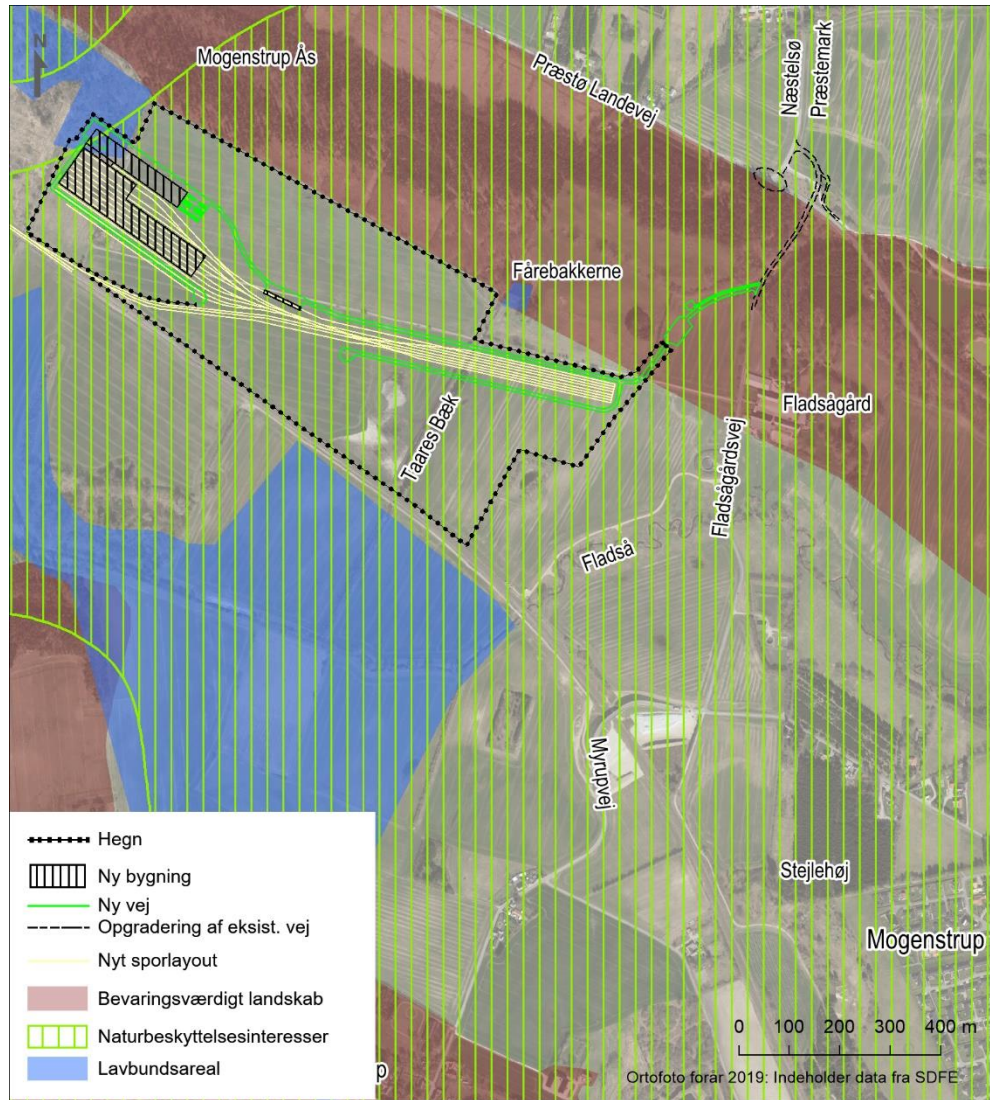 N
Mogenstrup Ås
Præstø Landevej
Næstelsø
Præstemark
Fårebakkerne
Fladsågård
Taares Bæk
Fladsågårdsvej
Fladså
Myrupvej
Stejlehøj
Mogenstrup
Hegn
Ny bygning
Ny vej
Opgradering af eksist. vej
Nyt sporlayout
Bevaringsværdigt landskab
Naturbeskyttelsesinteresser
Lavbundsareal
p
0 100 200 300 400 m
Ortofoto forår 2019: Indeholder data fra SDFE